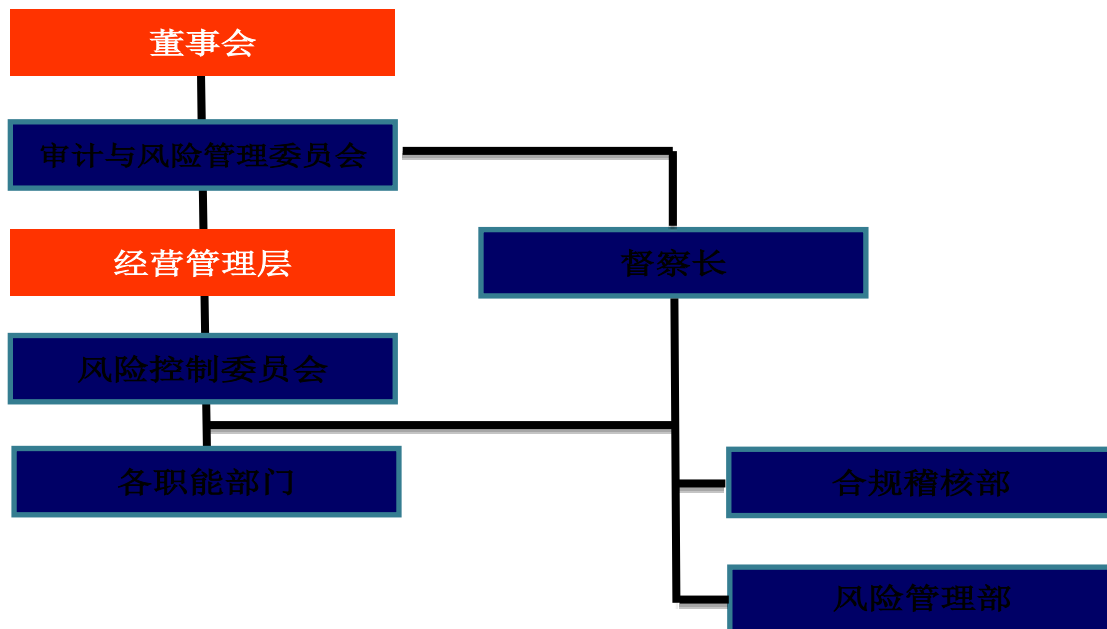 董事会
审计与风险管理委员会
经营管理层
督察长
风险控制委员会
各职能部门
合规稽核部
风险管理部